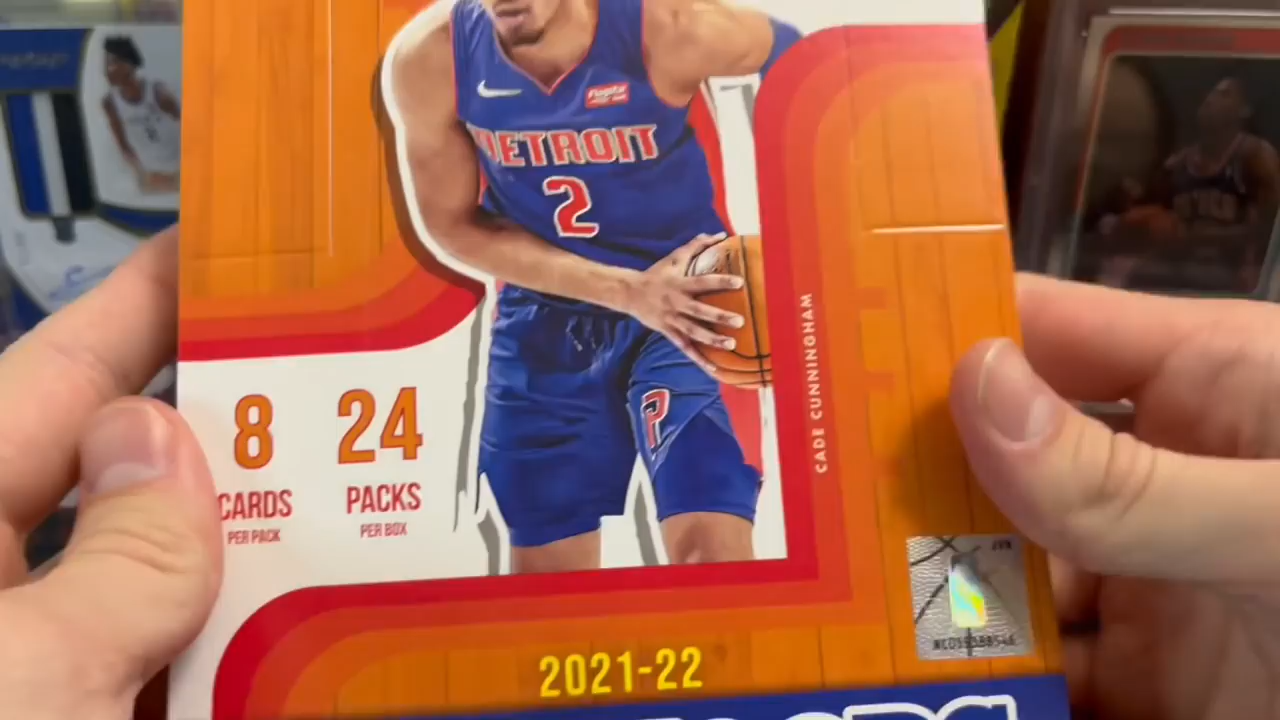 DETROIT
2
CADE CUNNINGHAM
8
CARDS
PER PACK
24
PACKS
PER BOX
2021-22